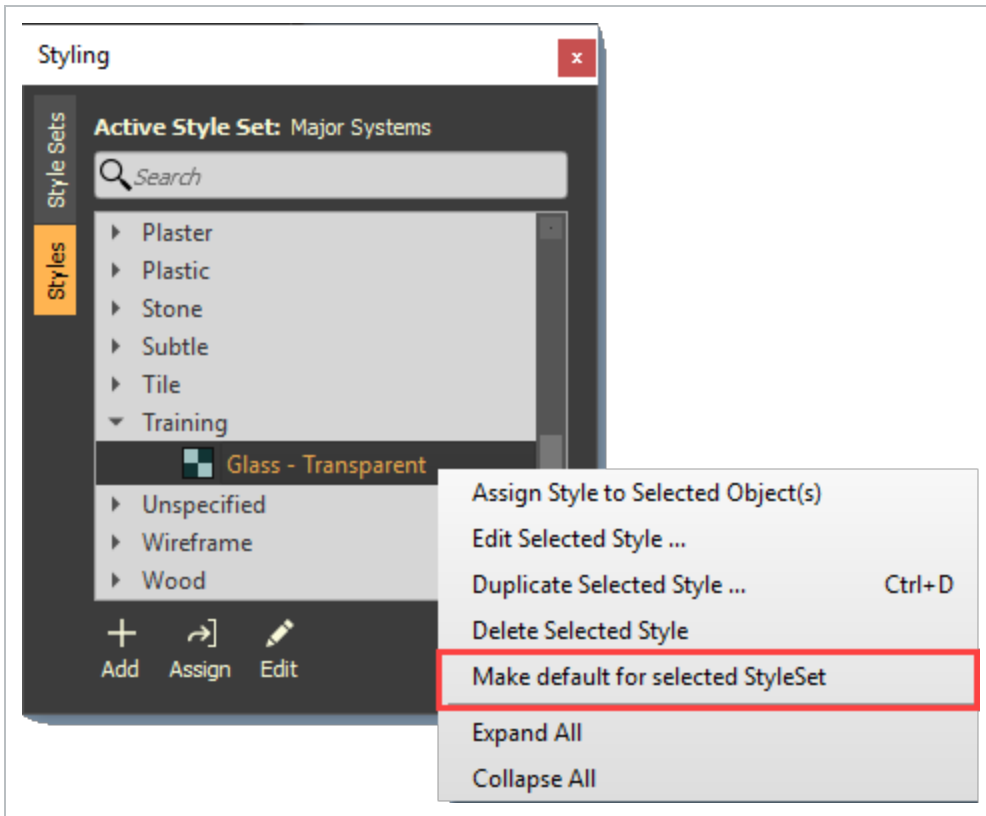 Styling
x
Style Sets
Styles
Active Style Set: Major Systems
Search
Plaster
Plastic
Stone
Subtle
Tile
Training
Glass - Transparent
Unspecified
Wireframe
Wood
Add Assign Edit
Assign Style to Selected Object(s)
Edit Selected Style ...
Duplicate Selected Style ... Ctrl+D
Delete Selected Style
Make default for selected StyleSet
Expand All
Collapse All